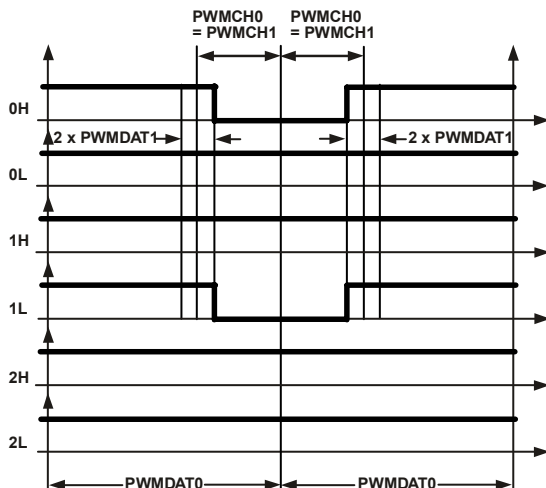 PWMCH0 PWMCH0
= PWMCH1 = PWMCH1
0H
2 x PWMDAT1 2 x PWMDAT1
0L
1H
1L
2H
2L
PWMDAT0 PWMDAT0